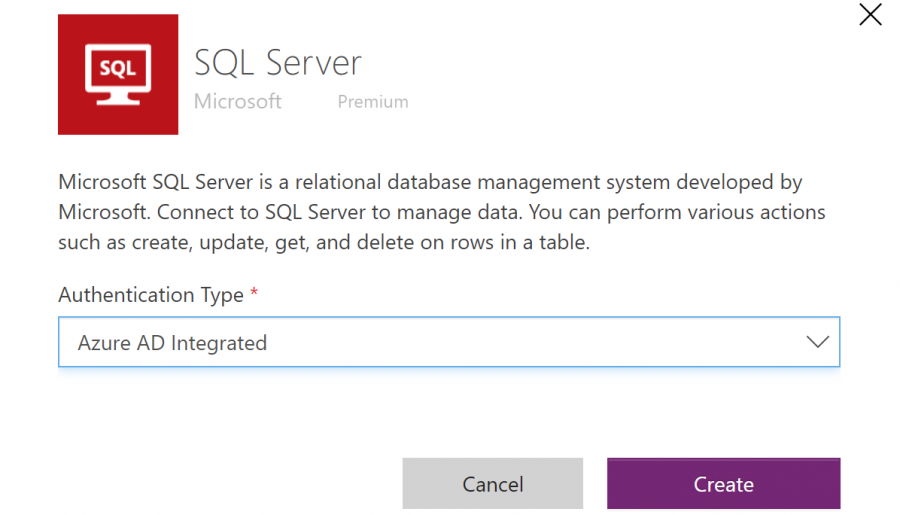 SQL
SQL Server
Microsoft Premium
Microsoft SQL Server is a relational database management system developed by
Microsoft. Connect to SQL Server to manage data. You can perform various actions
such as create, update, get, and delete on rows in a table.
Authentication Type *
Azure AD Integrated
Cancel Create